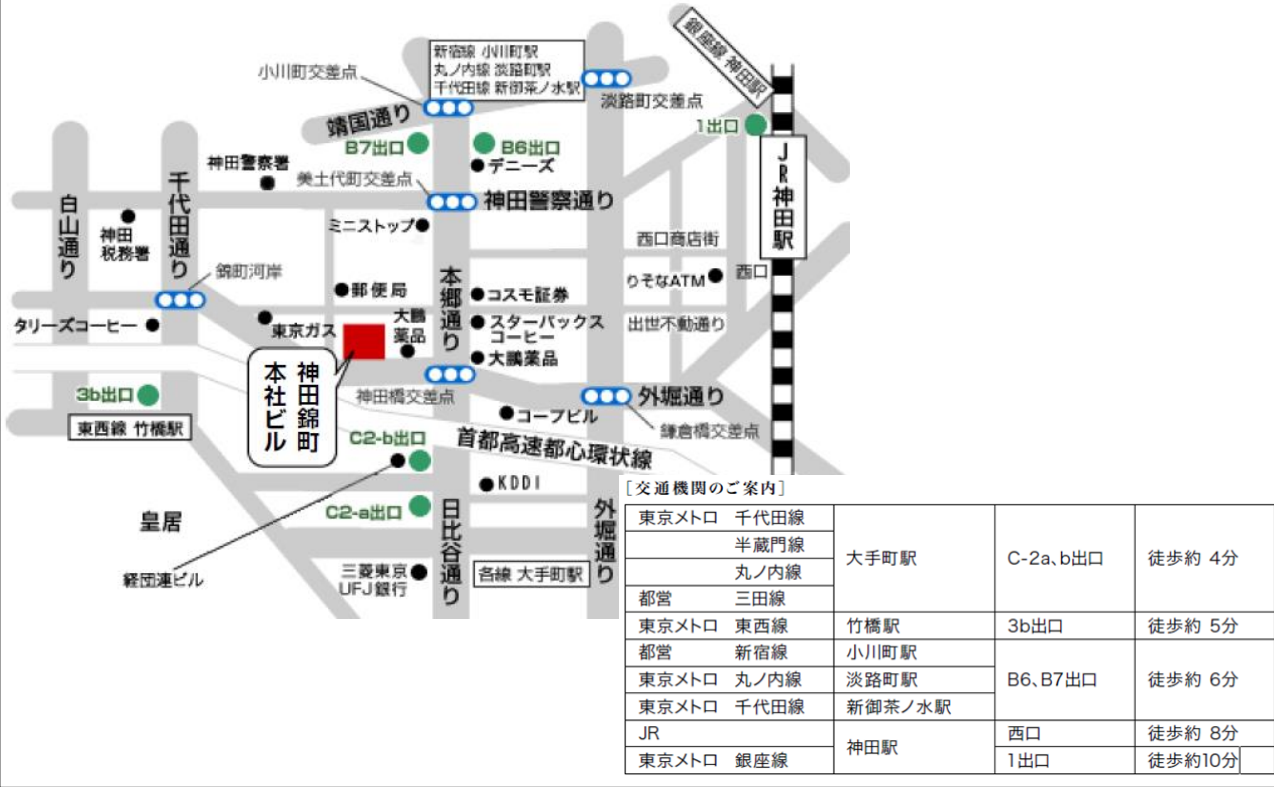 新宿線 小川町駅
丸ノ内線 淡路町駅
千代田線 新御茶ノ水駅
銀座線 神田駅
小川町交差点
淡路町交差点
靖国通り
1出口
B7出口
B6出口
デニーズ
JR神田駅
神田警察署
美土代町交差点
神田警察通り
白山通り
千代田通り
神田
税務署
ミニストップ
西口商店街
錦町河岸
本郷通り
りそなATM
西口
郵便局
コスモ証券
タリーズコーヒー
東京ガス
大鵬
薬品
スターバックス
コーヒー
出世不動通り
大鵬薬品
神田錦町
本社ビル
3b出口
神田橋交差点
外堀通り
東西線 竹橋駅
コープビル
鎌倉橋交差点
C2-b出口
首都高速都心環状線
KDDI
C2-a出口
日比谷通り
外堀通り
皇居
経団連ビル
三菱東京
UFJ銀行
各線 大手町駅
[交通機関のご案内]
東京メトロ 千代田線
半蔵門線
大手町駅 C-2a、b出口 徒歩約 4分
丸ノ内線
都営 三田線
東京メトロ 東西線 竹橋駅 3b出口 徒歩約 5分
都営 新宿線 小川町駅
東京メトロ 丸ノ内線 淡路町駅 B6、B7出口 徒歩約 6分
東京メトロ 千代田線 新御茶ノ水駅
JR 神田駅 西口 徒歩約 8分
東京メトロ 銀座線 1出口 徒歩約10分